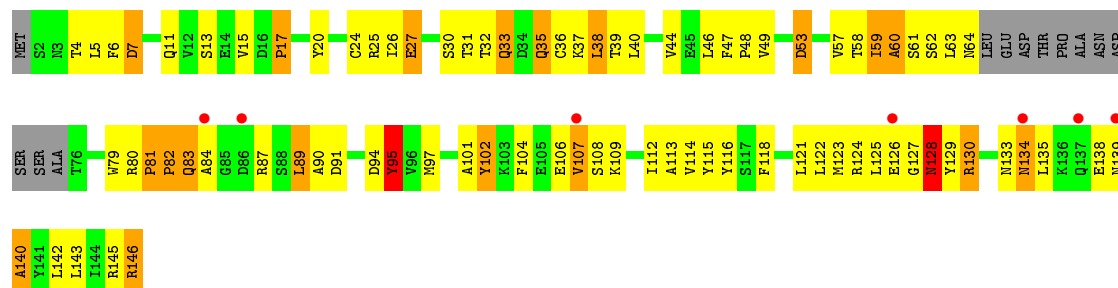 MET S2 N3 T4 L5 F6 D7 Q11 V12 S13 E14 V15 D16 P17 Y20 C24 R25 I26 E27 S30 T31 T32 Q33 D34 Q35 C36 K37 L38 T39 L40 V44 E45 L46 F47 P48 V49 D53 V57 T58 I59 A60 S61 S62 L63 N64 LEU GLU ASP THR PRO ALA ASN ASP
SER SER ALA T76 W79 R80 P81 P82 Q83 A84 G85 D86 R87 S88 L89 A90 D91 D94 Y95 V96 M97 A101 Y102 K103 F104 E105 E106 V107 S108 K109 I112 A113 V114 Y115 Y116 S117 F118 L121 L122 M123 R124 L125 E126 G127 N128 Y129 R130 N133 N134 L135 K136 Q137 E138 N139
A140 Y141 L142 L143 I144 R145 R146